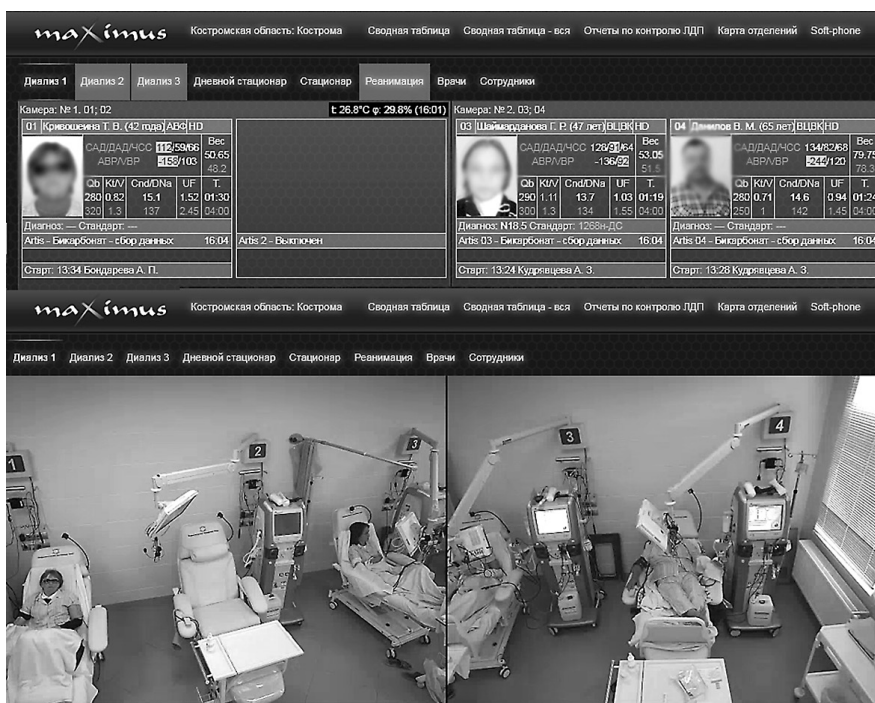 maximus Костромская область: Кострома Сводная таблица Сводная таблица - вся Отчеты по контролю ЛДП Карта отделений Soft-phone
Диализ 1 Диализ 2 Диализ 3 Дневной стационар Стационар Реанимация Врачи Сотрудники
Камера: № 1. 01; 02 t: 26.8°C φ: 29.8% (16:01) Камера: № 2. 03; 04
01 Кривошеина Т. В. (42 года) АВФ HD 03 Шаймарданова Г. Р. (47 лет) ВЦВК HD 04 Данилов В. М. (65 лет) ВЦВК HD
САД/ДАД/ЧСС 112/59/66 Вес САД/ДАД/ЧСС 128/91/64 Вес САД/ДАД/ЧСС 134/82/68 Вес
АВР/VВР -158/103 50.65 АВР/VВР -136/92 53.05 АВР/VВР -244/120 79.75
48.2 51.5 78.3
Qb Kt/V Cnd/DNa UF T. Qb Kt/V Cnd/DNa UF T. Qb Kt/V Cnd/DNa UF T.
280 0.82 15.1 1.52 01:30 290 1.11 13.7 1.03 01:19 280 0.71 14.6 0.94 01:24
320 1.3 137 2.45 04:00 300 1.3 134 1.55 04:00 250 1 142 1.45 04:00
Диагноз: — Стандарт: --- Диагноз: N18.5 Стандарт: 1268н-ДС Диагноз: — Стандарт: ---
Artis - Бикарбонат - сбор данных 16:04 Artis 2 - Выключен Artis 03 - Бикарбонат - сбор данных 16:04 Artis 04 - Бикарбонат - сбор данных 16:04
Старт: 13:34 Бондарева А. П. Старт: 13:24 Кудрявцева А. З. Старт: 13:28 Кудрявцева А. З.
maximus Костромская область: Кострома Сводная таблица Сводная таблица - вся Отчеты по контролю ЛДП Карта отделений Soft-phone
Диализ 1 Диализ 2 Диализ 3 Дневной стационар Стационар Реанимация Врачи Сотрудники
1 2 3 3 4